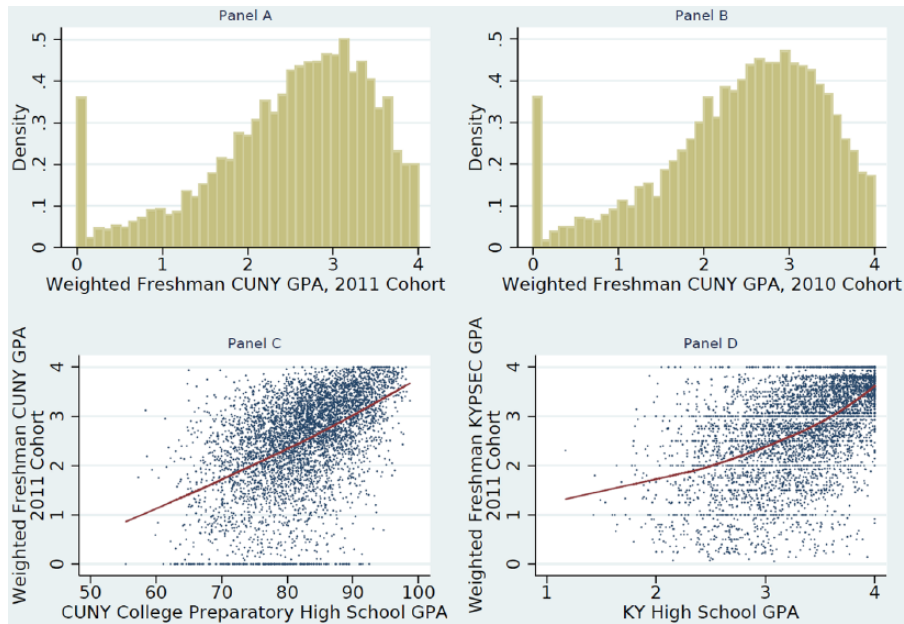 Panel A
.5
.4
.3
.2
.1
0
Density
0 1 2 3 4
Weighted Freshman CUNY GPA, 2011 Cohort
Panel B
.5
.4
.3
.2
.1
0
Density
0 1 2 3 4
Weighted Freshman CUNY GPA, 2010 Cohort
Panel C
4
3
2
1
0
Weighted Freshman CUNY GPA
2011 Cohort
50 60 70 80 90 100
CUNY College Preparatory High School GPA
Panel D
4
3
2
1
0
Weighted Freshman KYPSEC GPA
2011 Cohort
1 2 3 4
KY High School GPA